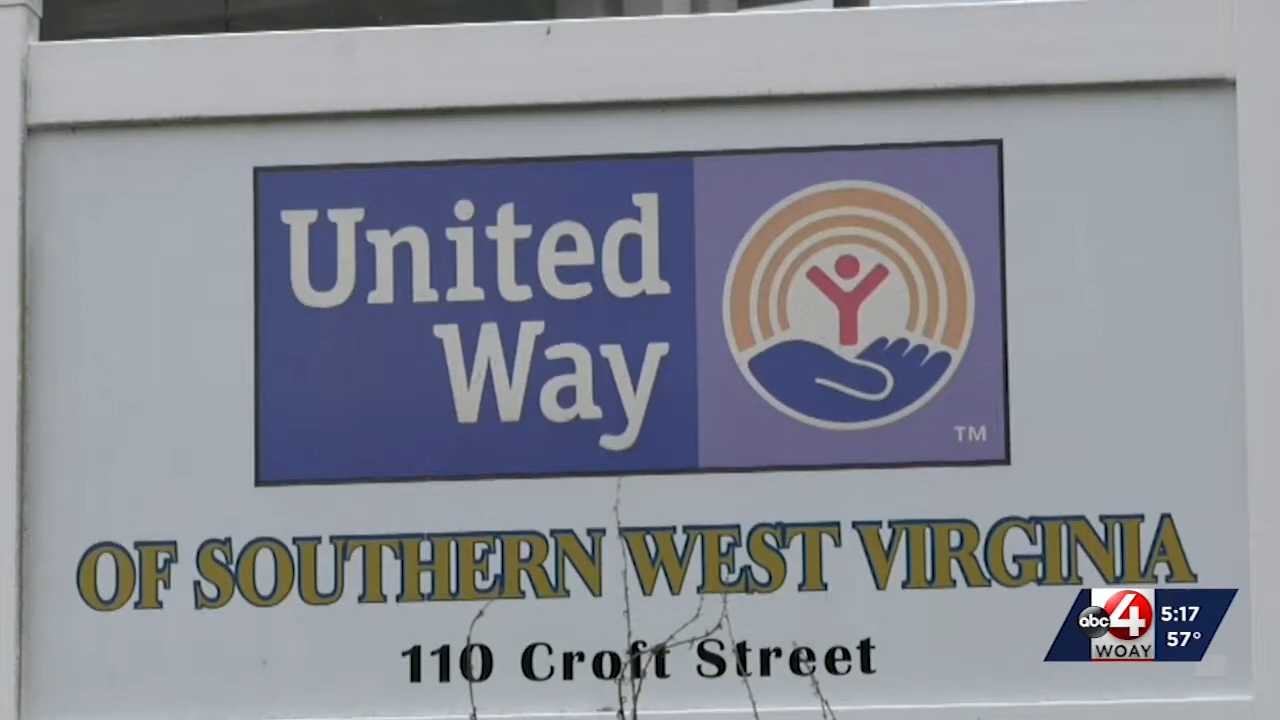 United
Way
TM
OF SOUTHERN WEST VIRGINIA
110 Croft Street
abc 4
WOAY
5:17
57°